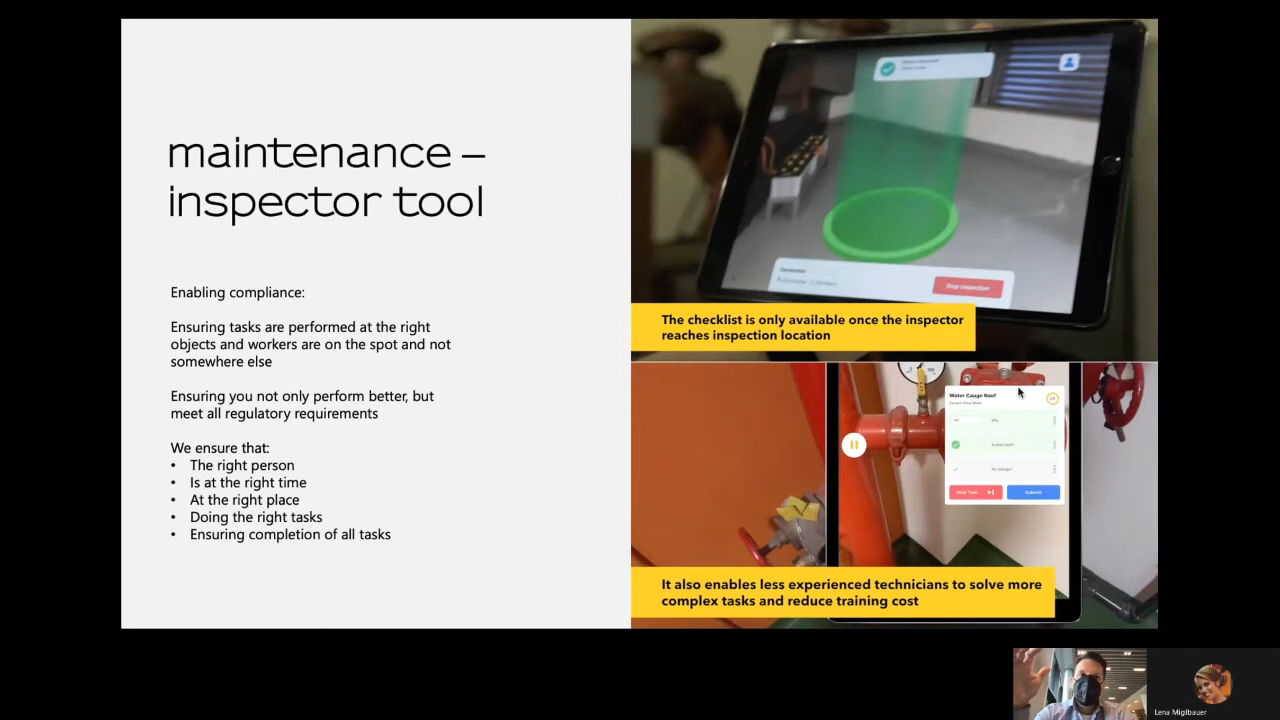 maintenance –
inspector tool
Enabling compliance:
Ensuring tasks are performed at the right
objects and workers are on the spot and not
somewhere else
Ensuring you not only perform better, but
meet all regulatory requirements
We ensure that:
• The right person
• Is at the right time
• At the right place
• Doing the right tasks
• Ensuring completion of all tasks
Stop inspection
The checklist is only available once the inspector
reaches inspection location
Water Gauge Roof
Submit
It also enables less experienced technicians to solve more
complex tasks and reduce training cost
Lena Miglbauer